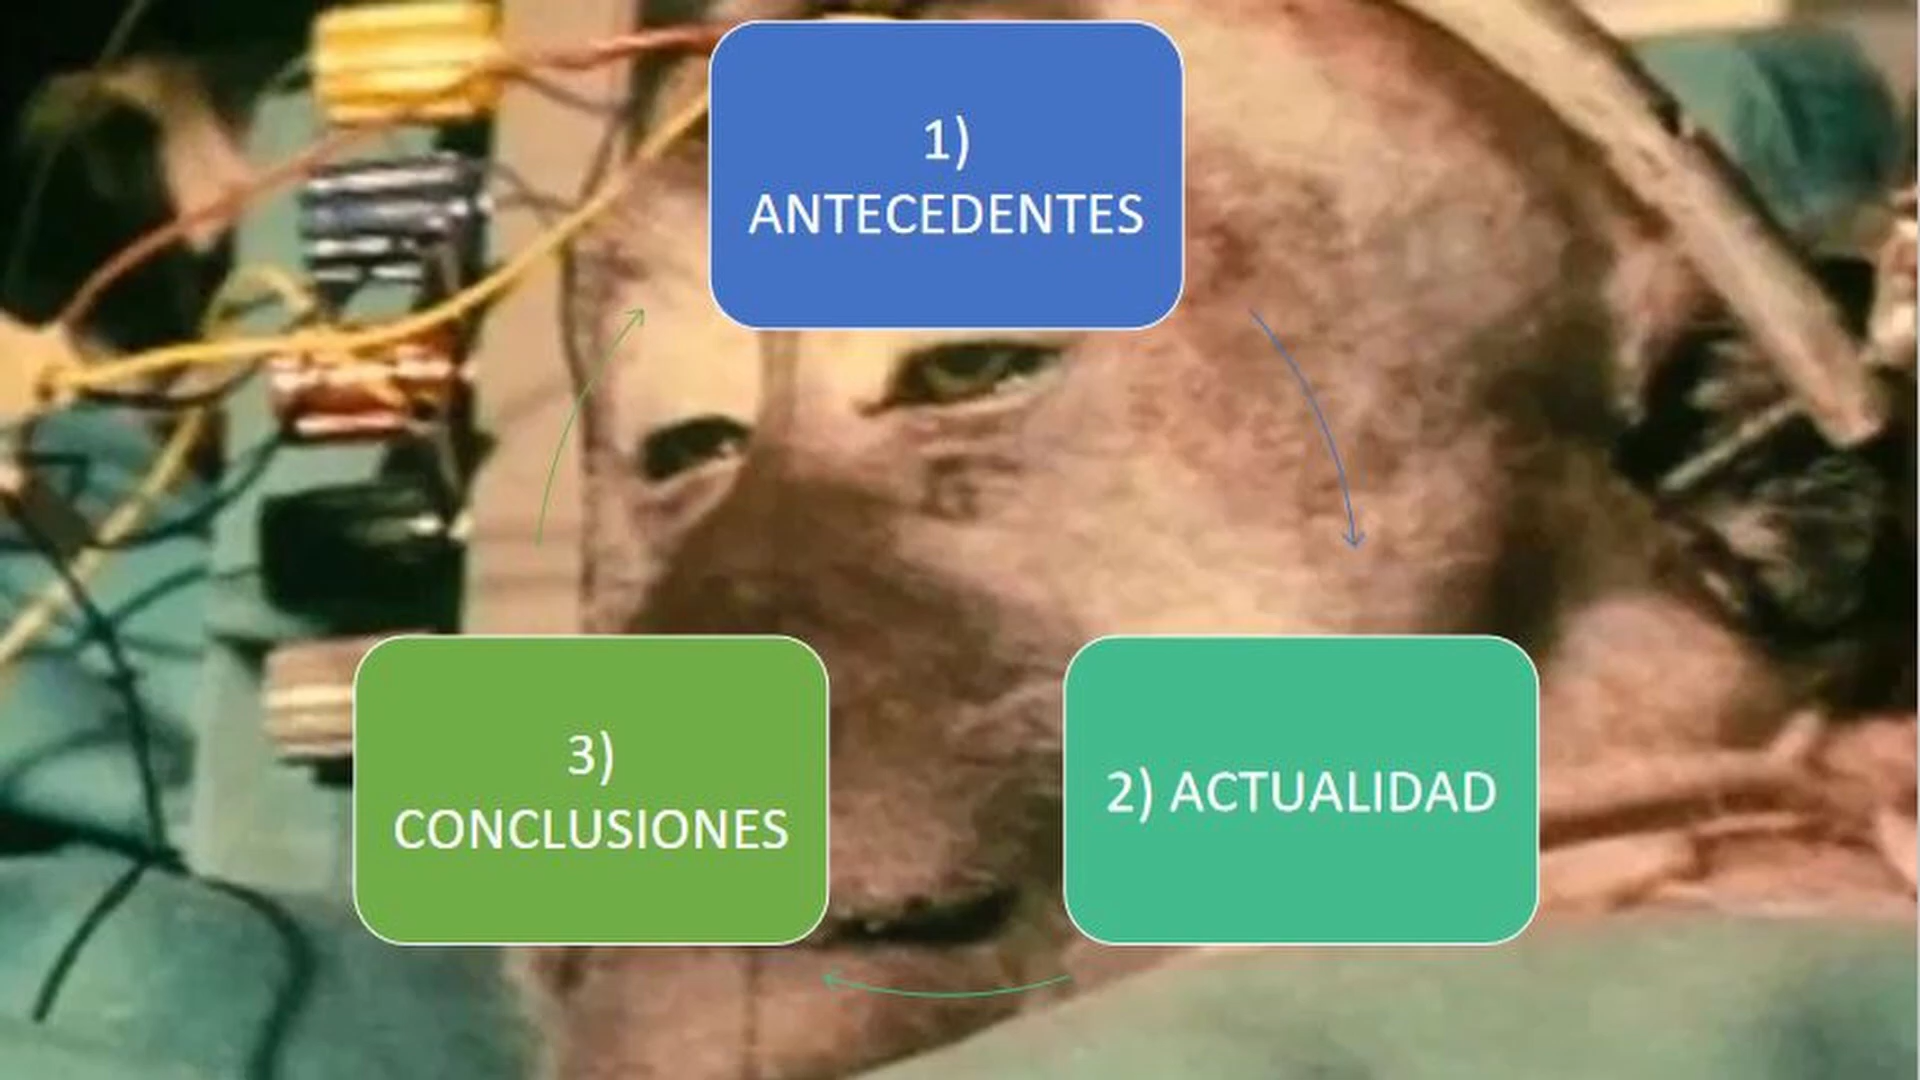 1)
ANTECEDENTES
2) ACTUALIDAD
3)
CONCLUSIONES